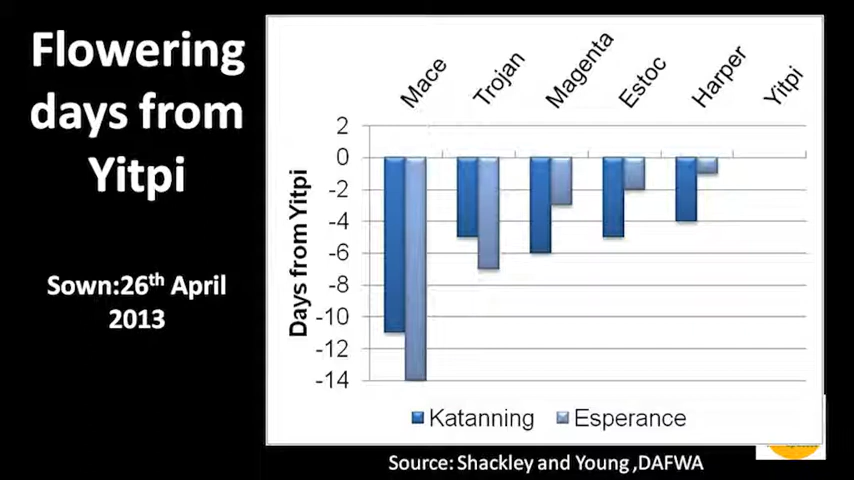 Flowering
days from
Yitpi
Sown:26th April
2013
Mace
Trojan
Magenta
Estoc
Harper
Yitpi
Days from Yitpi
2
0
-2
-4
-6
-8
-10
-12
-14
Katanning
Esperance
Source: Shackley and Young ,DAFWA